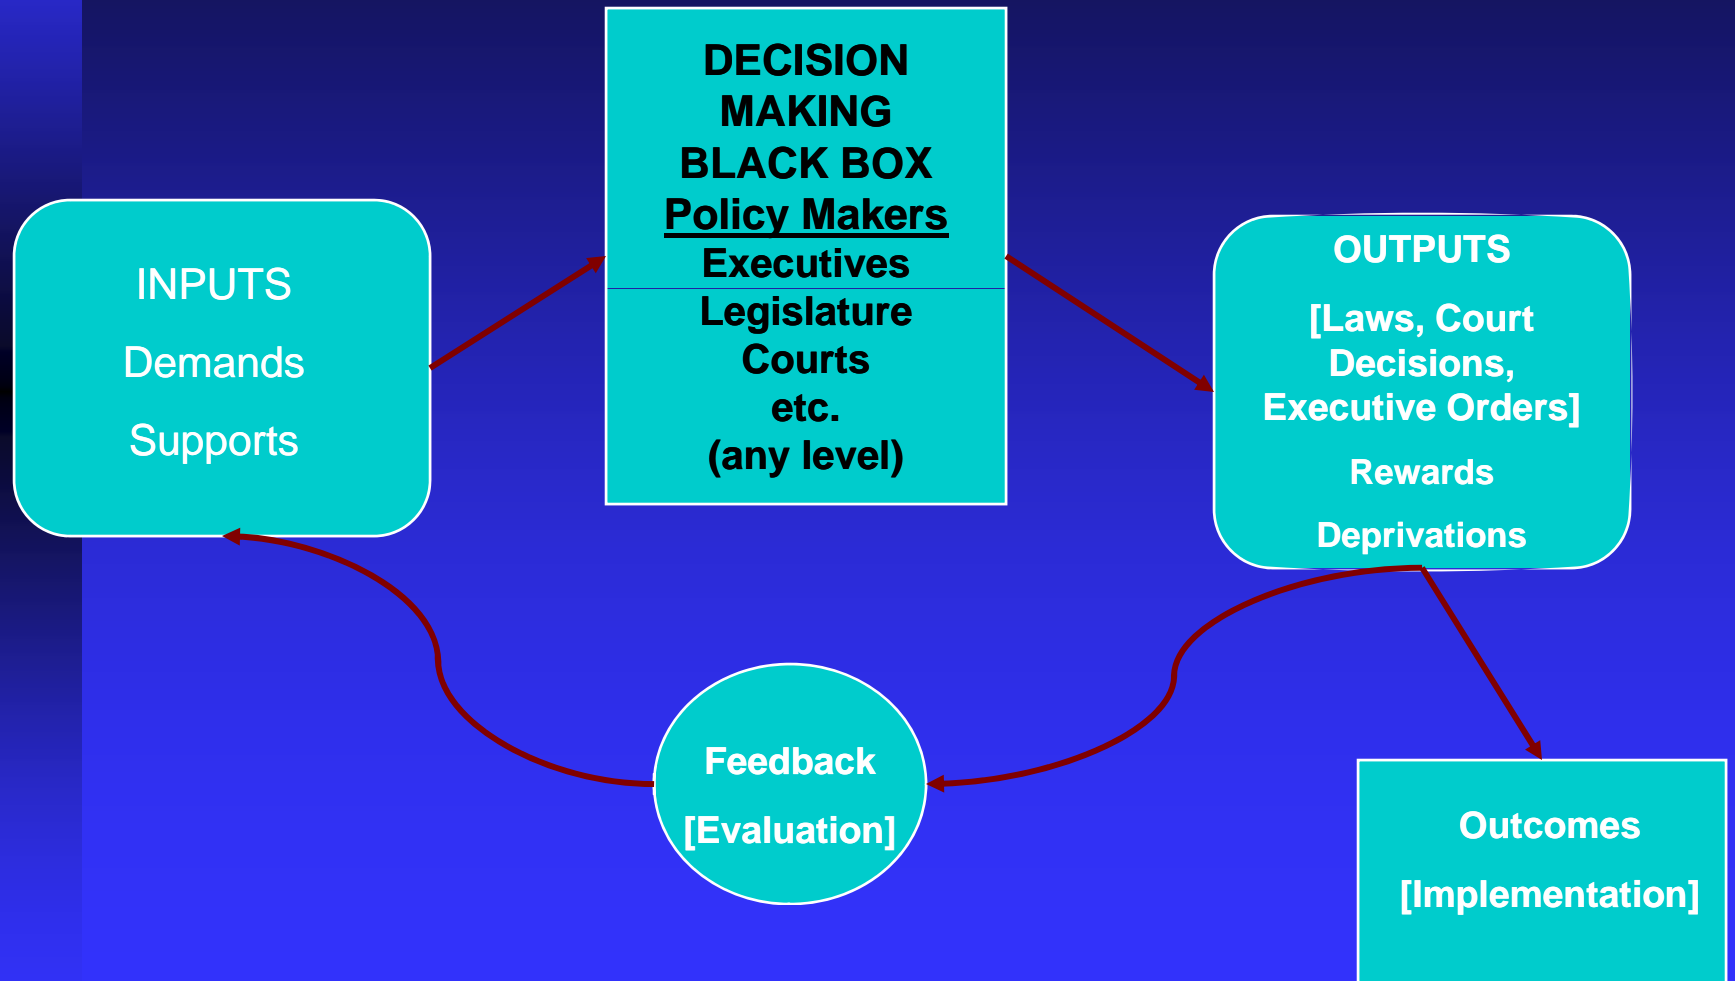 INPUTS
Demands
Supports
DECISION
MAKING
BLACK BOX
Policy Makers
Executives
Legislature
Courts
etc.
(any level)
OUTPUTS
[Laws, Court
Decisions,
Executive Orders]
Rewards
Deprivations
Feedback
[Evaluation]
Outcomes
[Implementation]